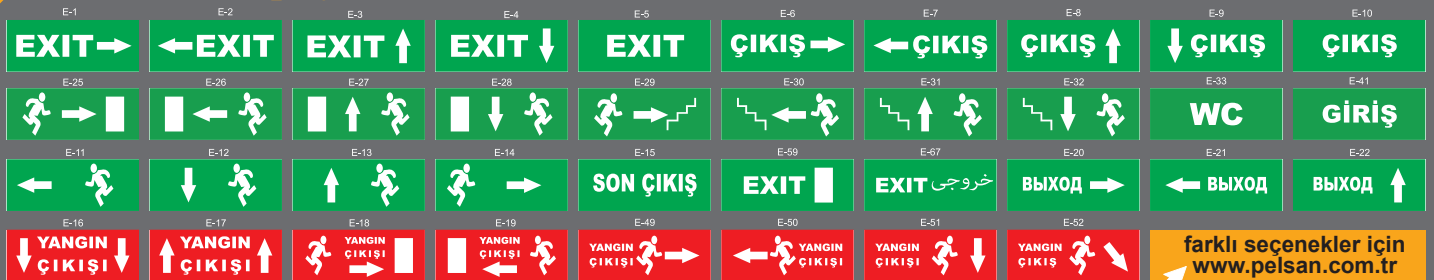 E-1 E-2 E-3 E-4 E-5 E-6 E-7 E-8 E-9 E-10
EXIT EXIT EXIT EXIT EXIT ÇIKIŞ ÇIKIŞ ÇIKIŞ ÇIKIŞ ÇIKIŞ
E-25 E-26 E-27 E-28 E-29 E-30 E-31 E-32 E-33 E-41
WC GİRİŞ
E-11 E-12 E-13 E-14 E-15 E-59 E-67 E-20 E-21 E-22
SON ÇIKIŞ EXIT EXIT خروجی ВЫХОД ВЫХОД ВЫХОД
E-16 E-17 E-18 E-19 E-49 E-50 E-51 E-52
YANGIN YANGIN YANGIN YANGIN YANGIN YANGIN YANGIN YANGIN
ÇIKIŞI ÇIKIŞI ÇIKIŞI ÇIKIŞI ÇIKIŞI ÇIKIŞI ÇIKIŞI ÇIKIŞ
farklı seçenekler için
www.pelsan.com.tr